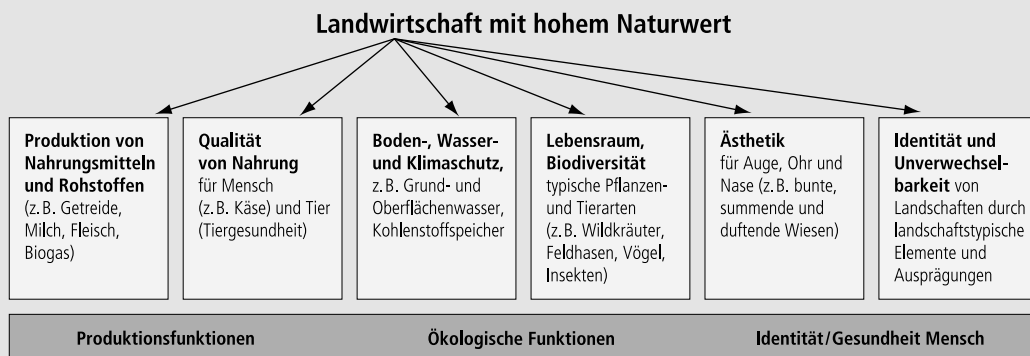 Landwirtschaft mit hohem Naturwert
Produktion von
Nahrungsmitteln
und Rohstoffen
(z. B. Getreide,
Milch, Fleisch,
Biogas)
Qualität
von Nahrung
für Mensch
(z. B. Käse) und Tier
(Tiergesundheit)
Boden-, Wasser-
und Klimaschutz,
z. B. Grund- und
Oberflächenwasser,
Kohlenstoffspeicher
Lebensraum,
Biodiversität
typische Pflanzen-
und Tierarten
(z. B. Wildkräuter,
Feldhasen, Vögel,
Insekten)
Ästhetik
für Auge, Ohr und
Nase (z. B. bunte,
summende und
duftende Wiesen)
Identität und
Unverwechsel-
barkeit von
Landschaften durch
landschaftstypische
Elemente und
Ausprägungen
Produktionsfunktionen
Ökologische Funktionen
Identität/Gesundheit Mensch